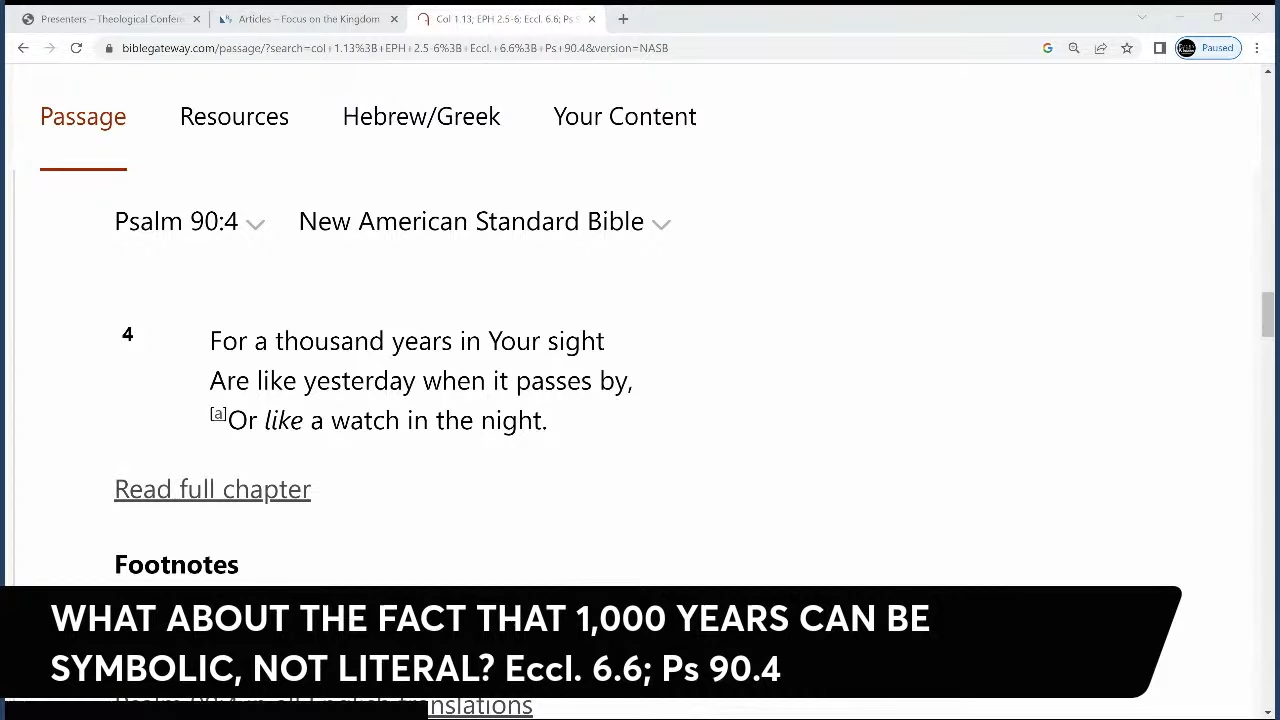 Presenters – Theological Confere
Articles – Focus on the Kingdom
Col 1.13; EPH 2.5-6; Eccl. 6.6; Ps 9
biblegateway.com/passage/?search=col+1.13%3B+EPH+2.5-6%3B+Eccl.+6.6%3B+Ps+90.4&version=NASB
Paused
Passage Resources Hebrew/Greek Your Content
Psalm 90:4 New American Standard Bible
4 For a thousand years in Your sight
Are like yesterday when it passes by,
[a]Or like a watch in the night.
Read full chapter
Footnotes
WHAT ABOUT THE FACT THAT 1,000 YEARS CAN BE
SYMBOLIC, NOT LITERAL? Eccl. 6.6; Ps 90.4